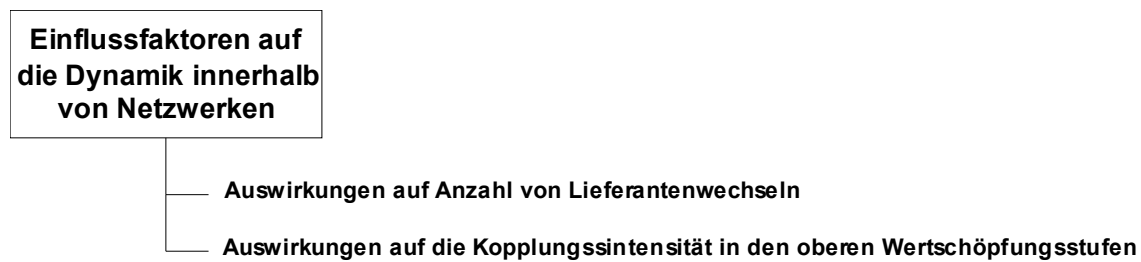 Einflussfaktoren auf
die Dynamik innerhalb
von Netzwerken
Auswirkungen auf Anzahl von Lieferantenwechseln
Auswirkungen auf die Kopplungssintensität in den oberen Wertschöpfungsstufen